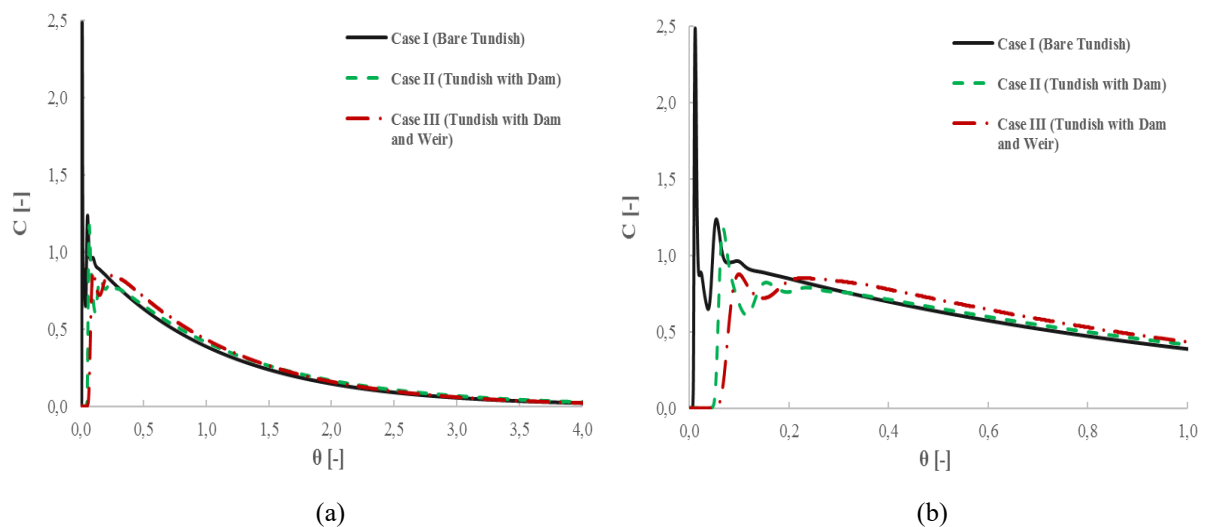 2,5
2,0
1,5
1,0
0,5
0,0
C [-]
0,0 0,5 1,0 1,5 2,0 2,5 3,0 3,5 4,0
θ [-]
Case I (Bare Tundish)
Case II (Tundish with Dam)
Case III (Tundish with Dam
and Weir)
(a)
2,5
2,0
1,5
1,0
0,5
0,0
C [-]
0,0 0,2 0,4 0,6 0,8 1,0
θ [-]
Case I (Bare Tundish)
Case II (Tundish with Dam)
Case III (Tundish with Dam
and Weir)
(b)